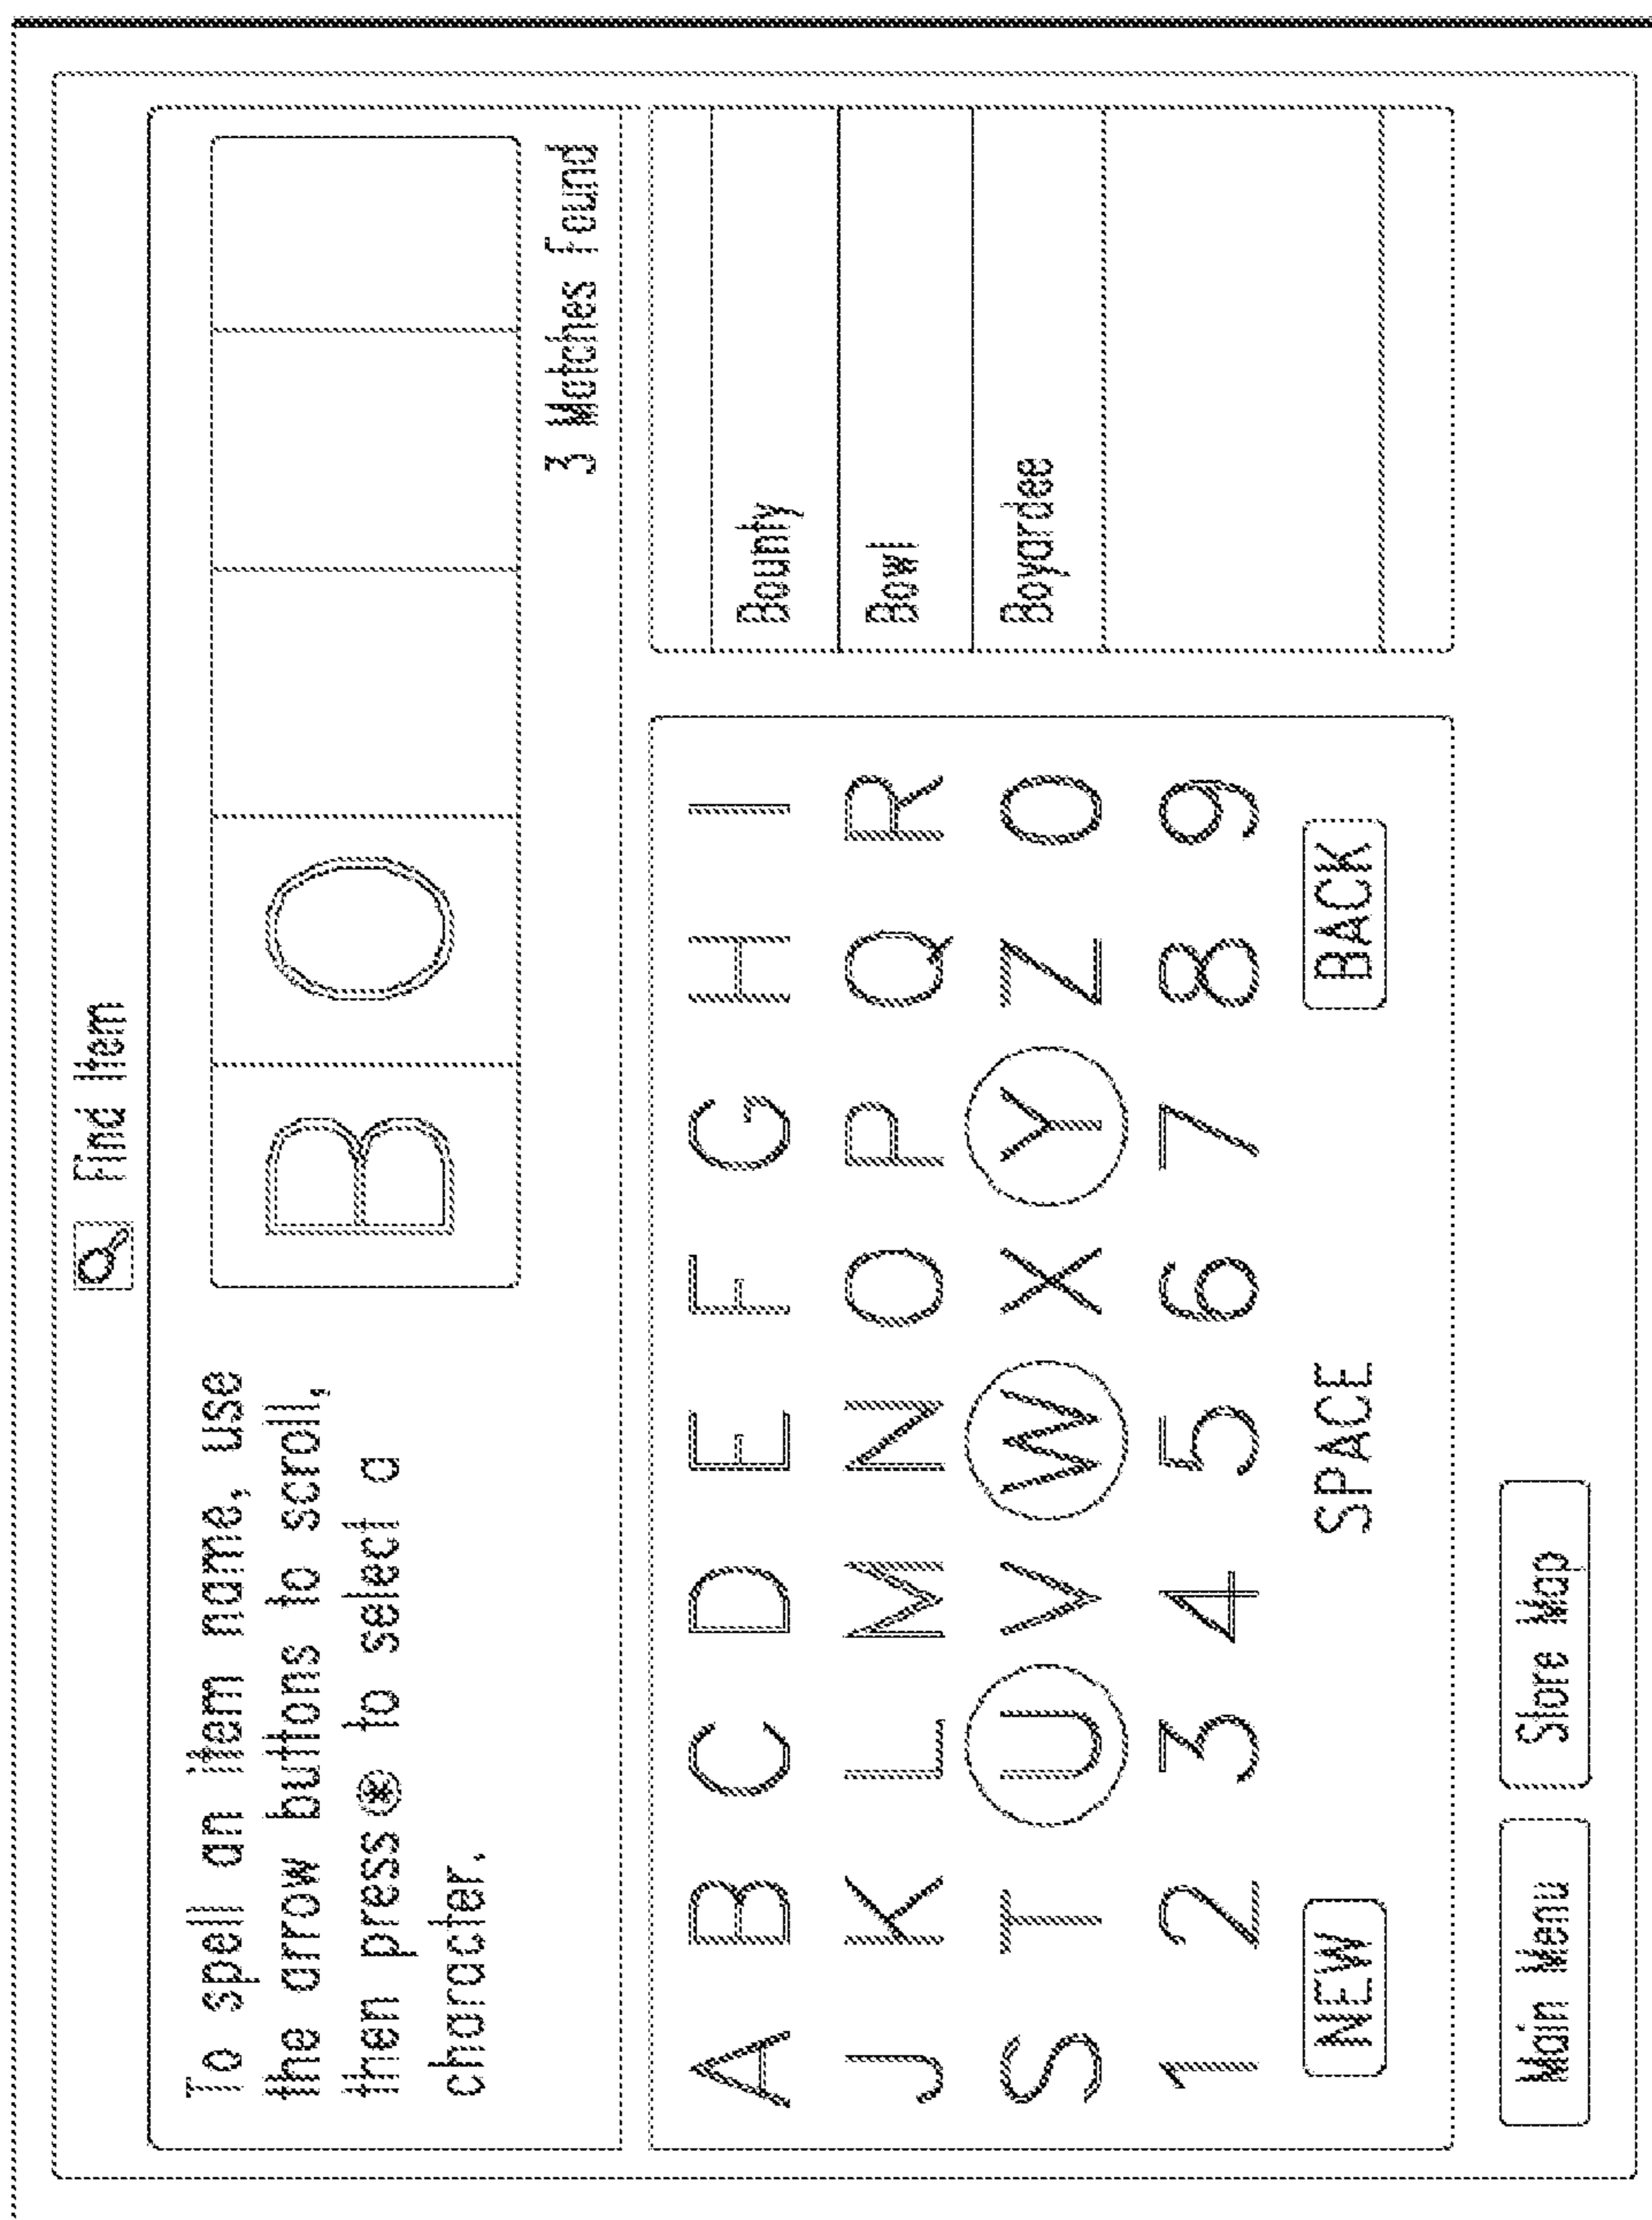 Find Item
To spell an item name, use
the arrow buttons to scroll,
then press ⊛ to select a
character.
B O
3 Matches Found
A B C D E F G H I
J K L M N O P Q R
S T U V W X Y Z 0
1 2 3 4 5 6 7 8 9
NEW SPACE BACK
Bounty
Bowl
Boyardee
Main Menu
Store Map